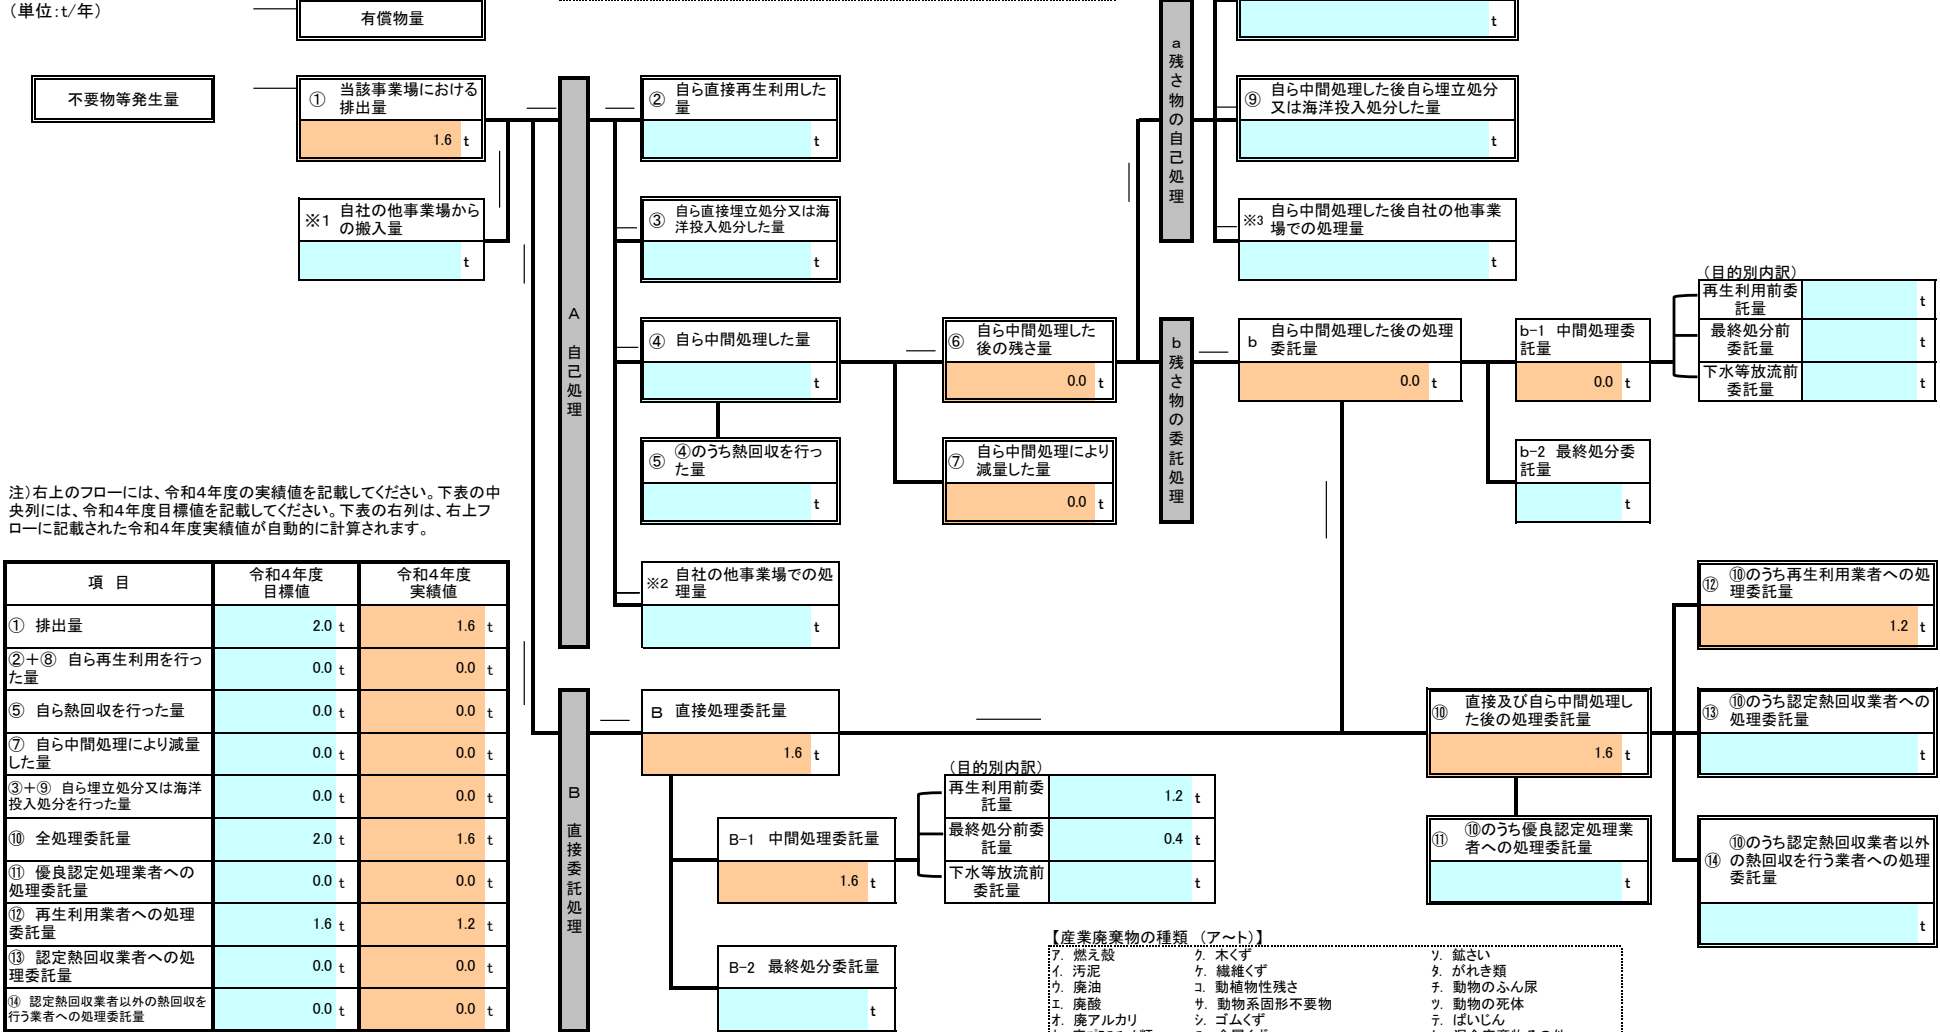 （単位：t/年）
有償物量
t
不要物等発生量
① 当該事業場における
排出量
1.6 t
② 自ら直接再生利用した
量
t
a 残さ物の自己処理
⑨ 自ら中間処理した後自ら埋立処分
又は海洋投入処分した量
t
※1 自社の他事業場から
の搬入量
t
③ 自ら直接埋立処分又は海
洋投入処分した量
t
※3 自ら中間処理した後自社の他事業
場での処理量
t
A 自己処理
④ 自ら中間処理した量
t
⑥ 自ら中間処理した
後の残さ量
0.0 t
b 残さ物の委託処理
b 自ら中間処理した後の処理
委託量
0.0 t
b-1 中間処理委
託量
0.0 t
（目的別内訳）
再生利用前委
託量
t
最終処分前
委託量
t
下水等放流前
委託量
t
⑤ ④のうち熱回収を行っ
た量
t
⑦ 自ら中間処理により
減量した量
0.0 t
b-2 最終処分委
託量
t
注）右上のフローには、令和４年度の実績値を記載してください。下表の中
央列には、令和４年度目標値を記載してください。下表の右列は、右上フ
ローに記載された令和４年度実績値が自動的に計算されます。
※2 自社の他事業場での処
理量
t
項 目
令和４年度
目標値
令和４年度
実績値
① 排出量 2.0 t 1.6 t
②＋⑧ 自ら再生利用を行っ
た量 0.0 t 0.0 t
⑤ 自ら熱回収を行った量 0.0 t 0.0 t
⑦ 自ら中間処理により減量
した量 0.0 t 0.0 t
③＋⑨ 自ら埋立処分又は海洋
投入処分を行った量 0.0 t 0.0 t
⑩ 全処理委託量 2.0 t 1.6 t
⑪ 優良認定処理業者への
処理委託量 0.0 t 0.0 t
⑫ 再生利用業者への処理
委託量 1.6 t 1.2 t
⑬ 認定熱回収業者への処
理委託量 0.0 t 0.0 t
⑭ 認定熱回収業者以外の熱回収を
行う業者への処理委託量 0.0 t 0.0 t
B 直接委託処理
B 直接処理委託量
1.6 t
B-1 中間処理委託量
1.6 t
（目的別内訳）
再生利用前委
託量
1.2 t
最終処分前委
託量
0.4 t
下水等放流前
委託量
t
B-2 最終処分委託量
t
⑩ 直接及び自ら中間処理し
た後の処理委託量
1.6 t
⑪ ⑩のうち優良認定処理業
者への処理委託量
t
⑫ ⑩のうち再生利用業者への処
理委託量
1.2 t
⑬ ⑩のうち認定熱回収業者への
処理委託量
t
⑭ ⑩のうち認定熱回収業者以外
の熱回収を行う業者への処理
委託量
t
【産業廃棄物の種類 （ア～ト）】
ア. 燃え殻 ク. 木くず ソ. 鉱さい
イ. 汚泥 ケ. 繊維くず タ. がれき類
ウ. 廃油 コ. 動植物性残さ チ. 動物のふん尿
エ. 廃酸 サ. 動物系固形不要物 ツ. 動物の死体
オ. 廃アルカリ シ. ゴムくず テ. ばいじん